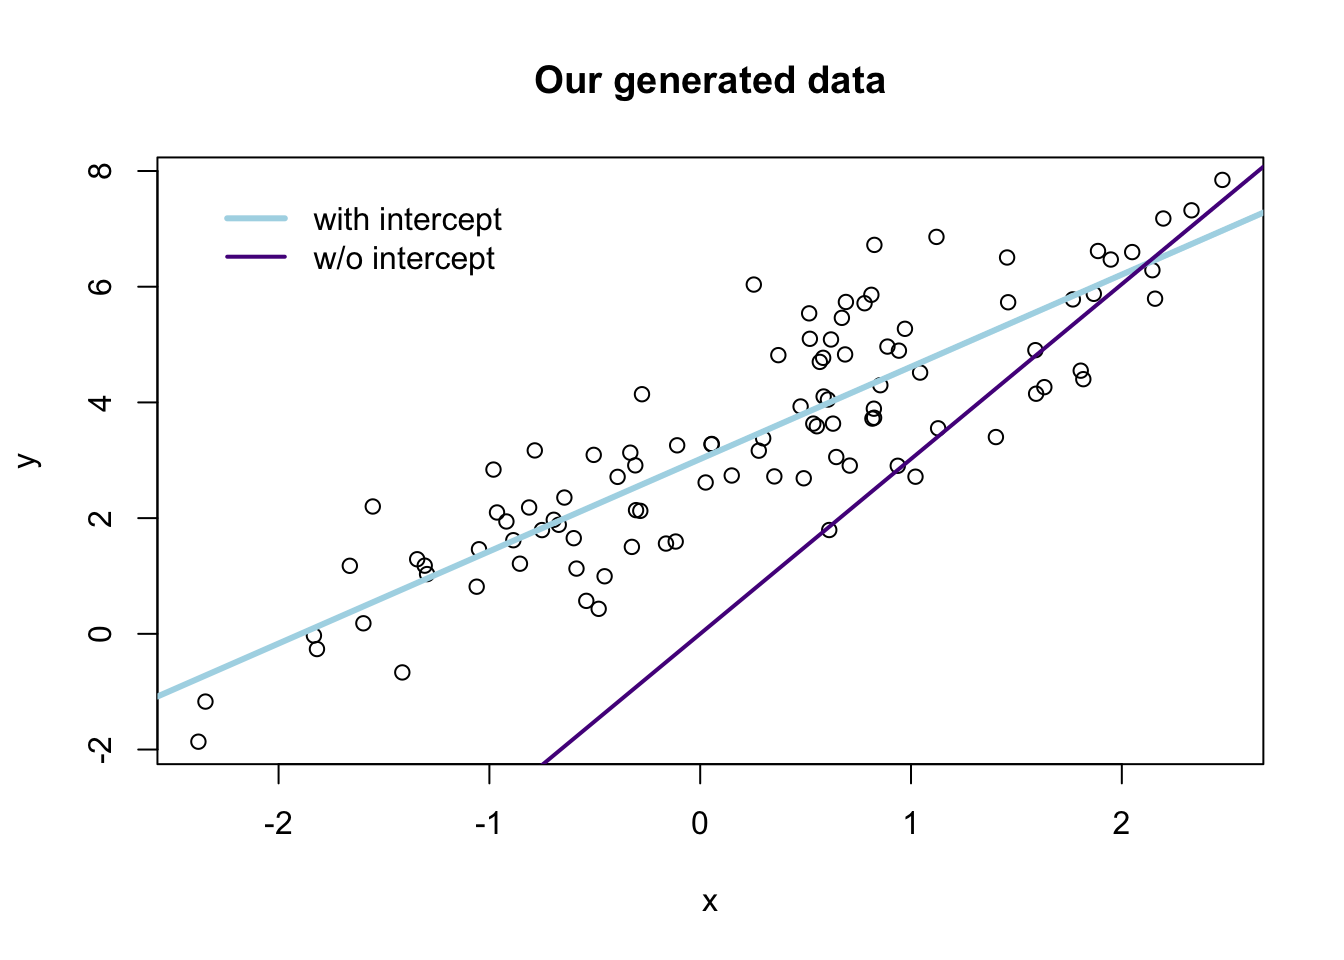 Our generated data
with intercept
w/o intercept
y
8
6
4
2
0
-2
-2 -1 0 1 2
x